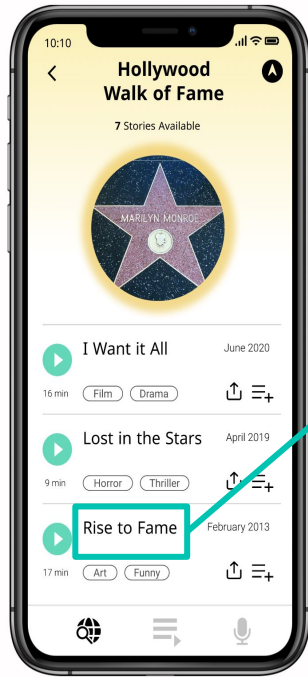 10:10
Hollywood
Walk of Fame
7 Stories Available
MARILYN MONROE
I Want it All
June 2020
16 min
Film
Drama
Lost in the Stars
April 2019
9 min
Horror
Thriller
Rise to Fame
February 2013
17 min
Art
Funny